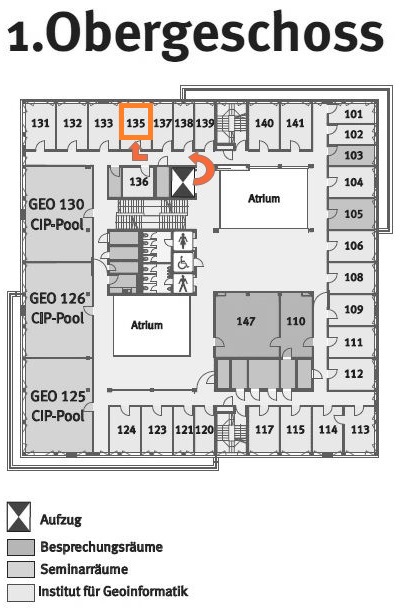 1.Obergeschoss
131 132 133 135 137 138 139 140 141 101
102
103
136
104
Atrium
GEO 130
CIP-Pool
105
106
GEO 126
CIP-Pool
108
Atrium
147 110
109
111
GEO 125
CIP-Pool
112
124 123 121 120 117 115 114 113
Aufzug
Besprechungsräume
Seminarräume
Institut für Geoinformatik